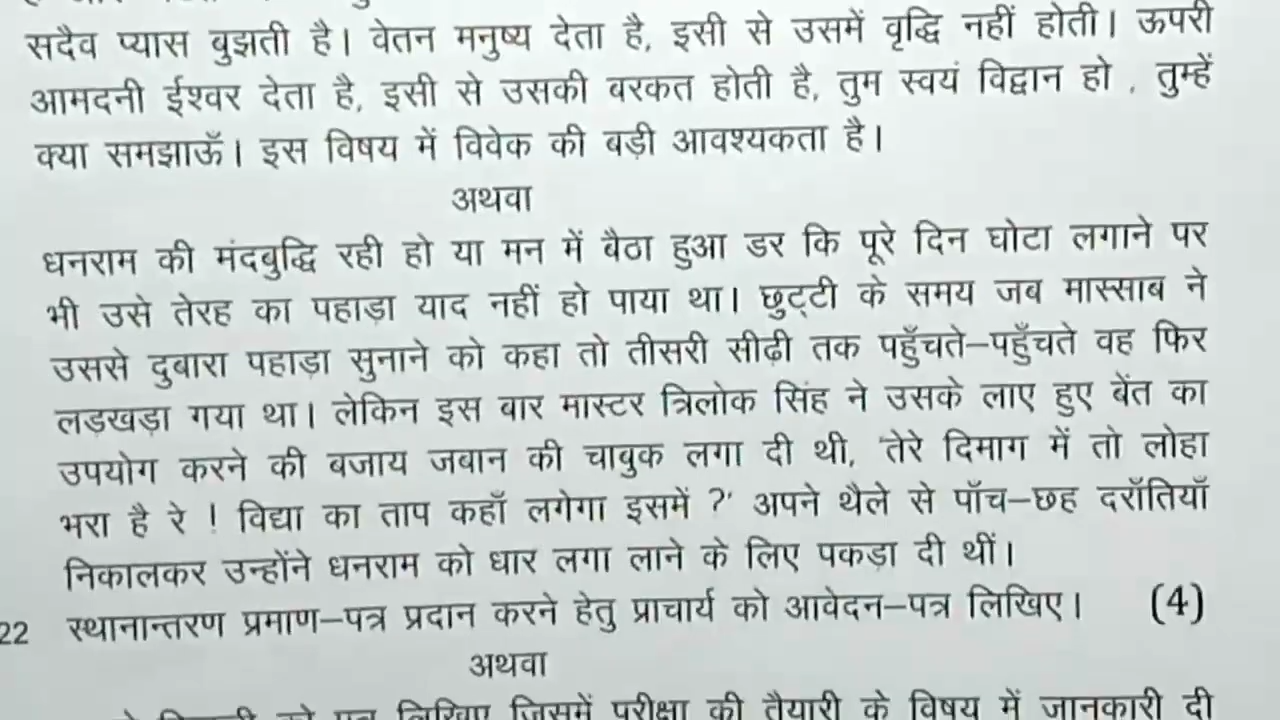 सदैव प्यास बुझती है। वेतन मनुष्य देता है, इसी से उसमें वृद्धि नहीं होती। ऊपरी
आमदनी ईश्वर देता है, इसी से उसकी बरकत होती है, तुम स्वयं विद्वान हो , तुम्हें
क्या समझाऊँ। इस विषय में विवेक की बड़ी आवश्यकता है।
अथवा
धनराम की मंदबुद्धि रही हो या मन में बैठा हुआ डर कि पूरे दिन घोटा लगाने पर
भी उसे तेरह का पहाड़ा याद नहीं हो पाया था। छुट्टी के समय जब मास्साब ने
उससे दुबारा पहाड़ा सुनाने को कहा तो तीसरी सीढ़ी तक पहुँचते–पहुँचते वह फिर
लड़खड़ा गया था। लेकिन इस बार मास्टर त्रिलोक सिंह ने उसके लाए हुए बेंत का
उपयोग करने की बजाय जबान की चाबुक लगा दी थी, 'तेरे दिमाग में तो लोहा
भरा है रे ! विद्या का ताप कहाँ लगेगा इसमें ?' अपने थैले से पाँच–छह दराँतियाँ
निकालकर उन्होंने धनराम को धार लगा लाने के लिए पकड़ा दी थीं।
22 स्थानान्तरण प्रमाण–पत्र प्रदान करने हेतु प्राचार्य को आवेदन–पत्र लिखिए। (4)
अथवा
को पत्र लिखिए जिसमें परीक्षा की तैयारी के विषय में जानकारी दी